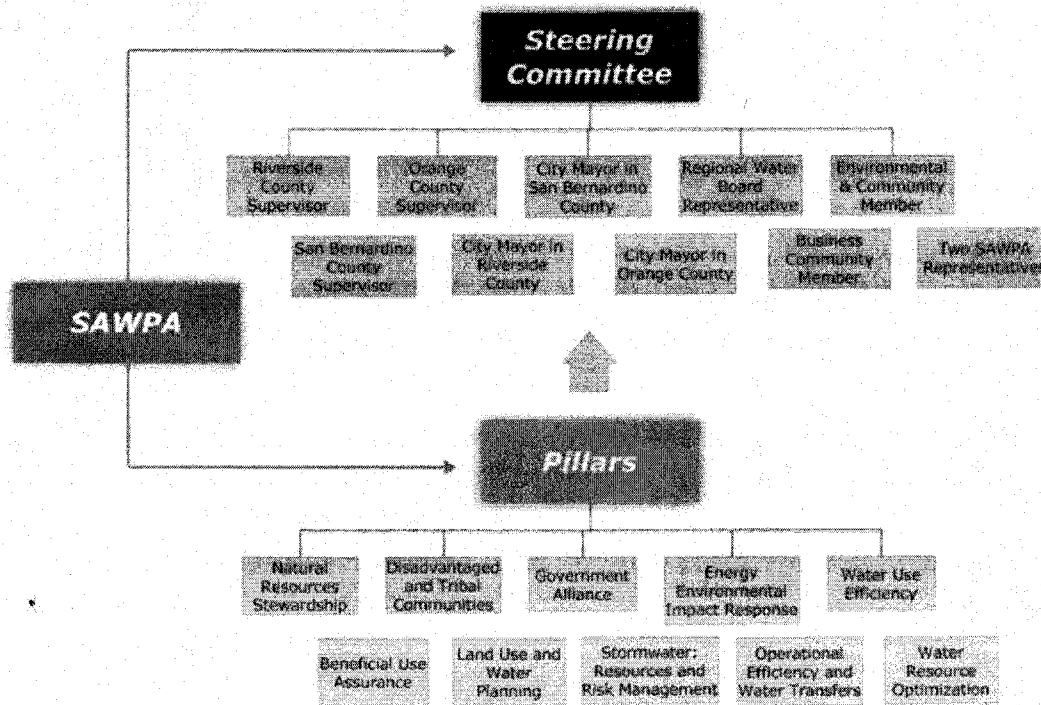 Steering
Committee
Riverside
County
Supervisor
Orange
County
Supervisor
City Mayor in
San Bernardino
County
Regional Water
Board
Representative
Environmental
& Community
Member
San Bernardino
County
Supervisor
City Mayor in
Riverside
County
City Mayor in
Orange County
Business
Community
Member
Two SAWPA
Representatives
SAWPA
Pillars
Natural
Resources
Stewardship
Disadvantaged
and Tribal
Communities
Government
Alliance
Energy
Environmental
Impact Response
Water Use
Efficiency
Beneficial Use
Assurance
Land Use and
Water
Planning
Stormwater:
Resources and
Risk Management
Operational
Efficiency and
Water Transfers
Water
Resource
Optimization